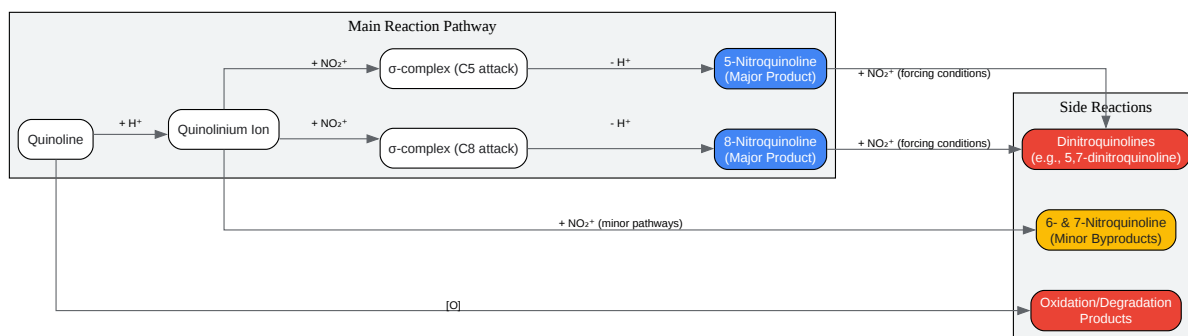 Main Reaction Pathway
+ NO₂⁺
σ-complex (C5 attack)
- H⁺
5-Nitroquinoline
(Major Product)
+ NO₂⁺ (forcing conditions)
Quinoline
+ H⁺
Quinolinium Ion
+ NO₂⁺
σ-complex (C8 attack)
- H⁺
8-Nitroquinoline
(Major Product)
+ NO₂⁺ (forcing conditions)
Side Reactions
Dinitroquinolines
(e.g., 5,7-dinitroquinoline)
+ NO₂⁺ (minor pathways)
6- & 7-Nitroquinoline
(Minor Byproducts)
[O]
Oxidation/Degradation
Products